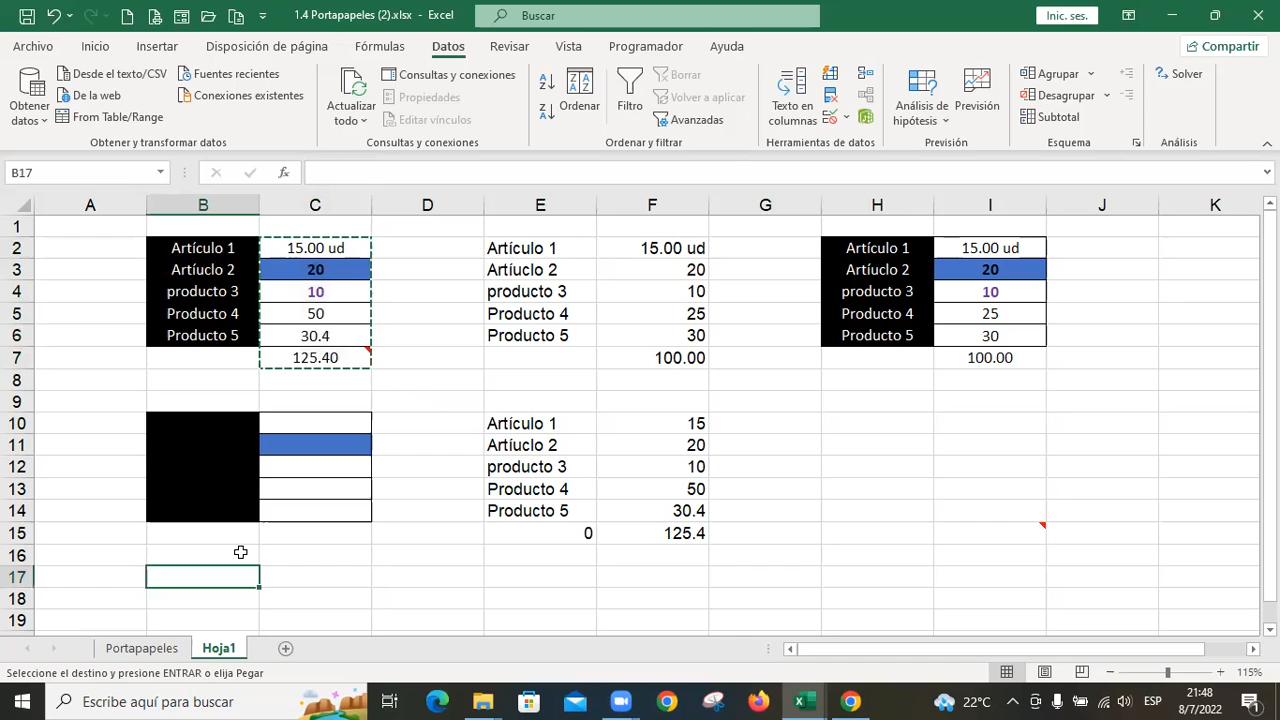 1.4 Portapapeles (2).xlsx - Excel
Buscar
Inic. ses.
Archivo Inicio Insertar Disposición de página Fórmulas Datos Revisar Vista Programador Ayuda
Compartir
Obtener datos
Desde el texto/CSV
De la web
From Table/Range
Fuentes recientes
Conexiones existentes
Obtener y transformar datos
Actualizar todo
Consultas y conexiones
Propiedades
Editar vínculos
Consultas y conexiones
Ordenar
Filtro
Borrar
Volver a aplicar
Avanzadas
Ordenar y filtrar
Texto en columnas
Herramientas de datos
Análisis de hipótesis
Previsión
Previsión
Agrupar
Desagrupar
Subtotal
Esquema
Solver
Análisis
B17
fx
A B C D E F G H I J K
1
2 Artículo 1 15.00 ud Artículo 1 15.00 ud Artículo 1 15.00 ud
3 Artíuclo 2 20 Artíuclo 2 20 Artíuclo 2 20
4 producto 3 10 producto 3 10 producto 3 10
5 Producto 4 50 Producto 4 25 Producto 4 25
6 Producto 5 30.4 Producto 5 30 Producto 5 30
7 125.40 100.00 100.00
8
9
10 Artículo 1 15
11 Artíuclo 2 20
12 producto 3 10
13 Producto 4 50
14 Producto 5 30.4
15 0 125.4
16
17
18
19
Portapapeles Hoja1
Seleccione el destino y presione ENTRAR o elija Pegar
115%
Escribe aquí para buscar
22°C
ESP
21:48
8/7/2022
1